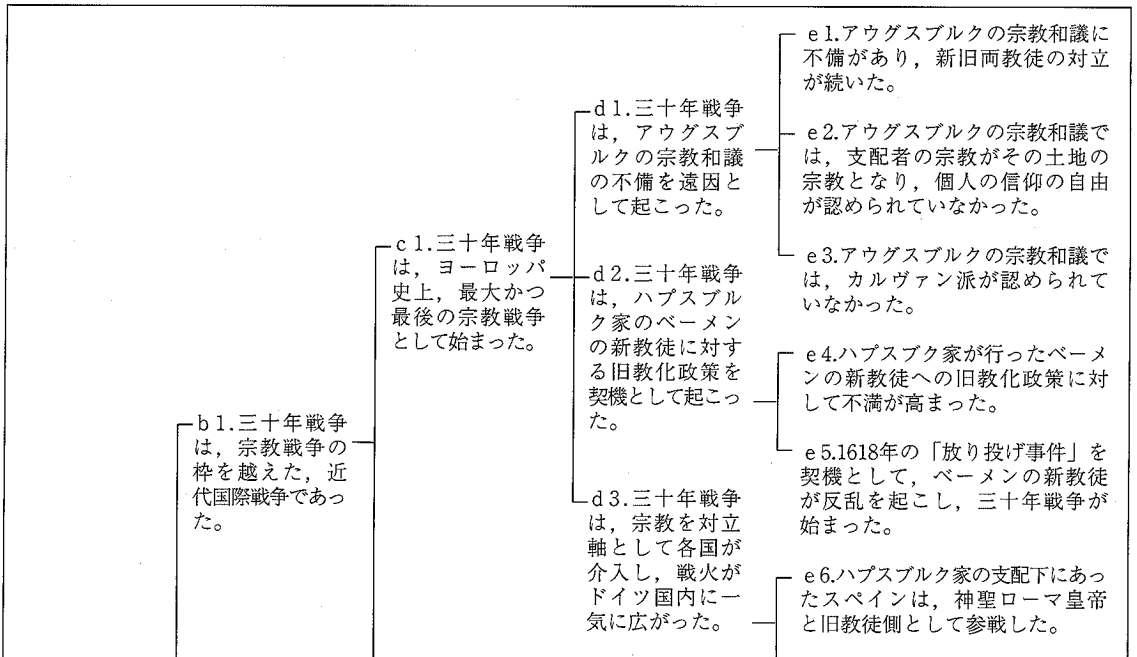 b1.三十年戦争
は，宗教戦争の
枠を越えた，近
代国際戦争であっ
た。
c1.三十年戦争
は，ヨーロッパ
史上，最大かつ
最後の宗教戦争
として始まった。
d1.三十年戦争
は，アウグスブ
ルクの宗教和議
の不備を遠因と
して起こった。
e1.アウグスブルクの宗教和議に
不備があり，新旧両教徒の対立
が続いた。
e2.アウグスブルクの宗教和議で
は，支配者の宗教がその土地の
宗教となり，個人の信仰の自由
が認められていなかった。
e3.アウグスブルクの宗教和議で
は，カルヴァン派が認められて
いなかった。
d2.三十年戦争
は，ハプスブル
ク家のベーメン
の新教徒に対す
る旧教化政策を
契機として起こっ
た。
e4.ハプスブク家が行ったベーメ
ンの新教徒への旧教化政策に対
して不満が高まった。
e5.1618年の「放り投げ事件」を
契機として，ベーメンの新教徒
が反乱を起こし，三十年戦争が
始まった。
d3.三十年戦争
は，宗教を対立
軸として各国が
介入し，戦火が
ドイツ国内に一
気に広がった。
e6.ハプスブルク家の支配下にあっ
たスペインは，神聖ローマ皇帝
と旧教徒側として参戦した。